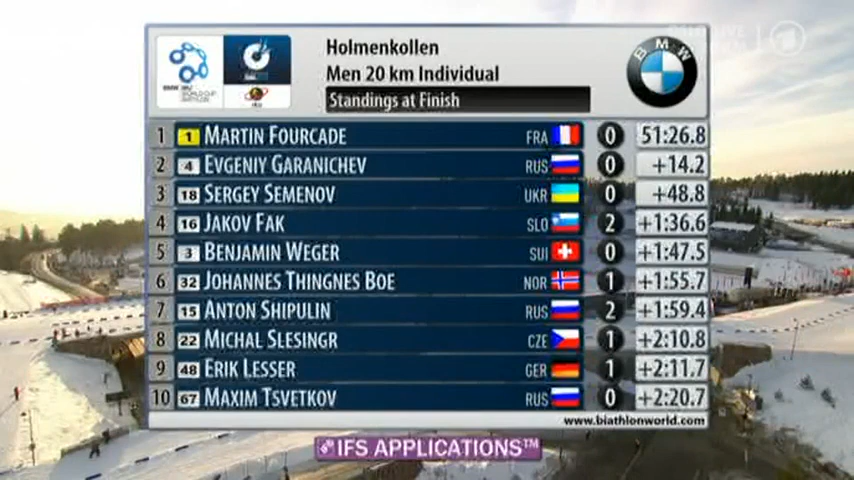 Holmenkollen
Men 20 km Individual
Standings at Finish
BMW
1 1 MARTIN FOURCADE FRA 0 51:26.8
2 4 EVGENIY GARANICHEV RUS 0 +14.2
3 18 SERGEY SEMENOV UKR 0 +48.8
4 16 JAKOV FAK SLO 2 +1:36.6
5 3 BENJAMIN WEGER SUI 0 +1:47.5
6 32 JOHANNES THINGNES BOE NOR 1 +1:55.7
7 15 ANTON SHIPULIN RUS 2 +1:59.4
8 22 MICHAL SLESINGR CZE 1 +2:10.8
9 48 ERIK LESSER GER 1 +2:11.7
10 67 MAXIM TSVETKOV RUS 0 +2:20.7
www.biathlonworld.com
IFS APPLICATIONS™